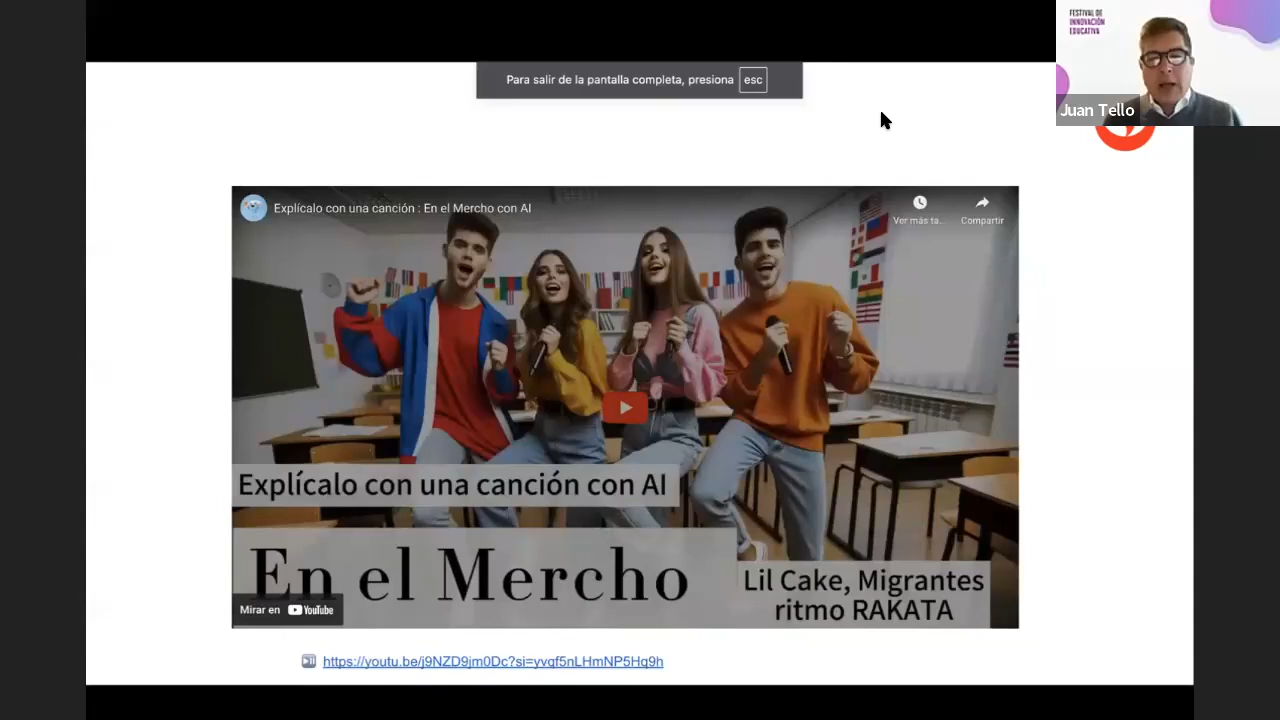 FESTIVAL DE
INNOVACIÓN
EDUCATIVA
Para salir de la pantalla completa, presiona esc
Juan Tello
Explícalo con una canción : En el Mercho con AI
Ver más ta...
Compartir
Explícalo con una canción con AI
En el Mercho
Lil Cake, Migrantes
ritmo RAKATA
Mirar en YouTube
https://youtu.be/j9NZD9jm0Dc?si=yvqf5nLHmNP5Hq9h